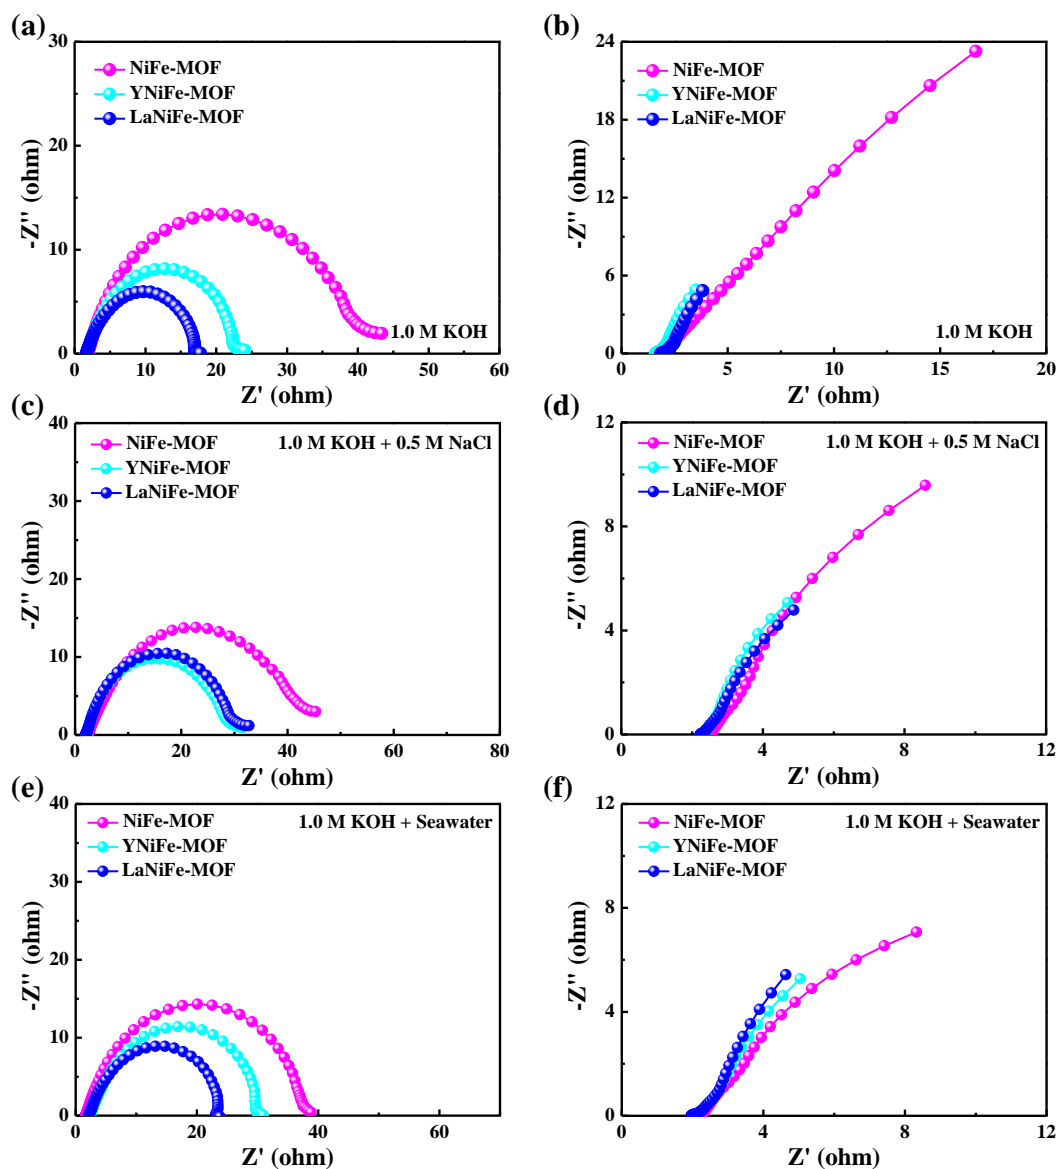 (a)
30
20
10
0
0 10 20 30 40 50 60
-Z'' (ohm)
Z' (ohm)
NiFe-MOF
YNiFe-MOF
LaNiFe-MOF
1.0 M KOH
(b)
24
18
12
6
0
0 5 10 15 20
-Z'' (ohm)
Z' (ohm)
NiFe-MOF
YNiFe-MOF
LaNiFe-MOF
1.0 M KOH
(c)
40
30
20
10
0
0 20 40 60 80
-Z'' (ohm)
Z' (ohm)
NiFe-MOF
YNiFe-MOF
LaNiFe-MOF
1.0 M KOH + 0.5 M NaCl
(d)
12
8
4
0
0 4 8 12
-Z'' (ohm)
Z' (ohm)
NiFe-MOF
YNiFe-MOF
LaNiFe-MOF
1.0 M KOH + 0.5 M NaCl
(e)
40
30
20
10
0
0 20 40 60
-Z'' (ohm)
Z' (ohm)
NiFe-MOF
YNiFe-MOF
LaNiFe-MOF
1.0 M KOH + Seawater
(f)
12
8
4
0
0 4 8 12
-Z'' (ohm)
Z' (ohm)
NiFe-MOF
YNiFe-MOF
LaNiFe-MOF
1.0 M KOH + Seawater